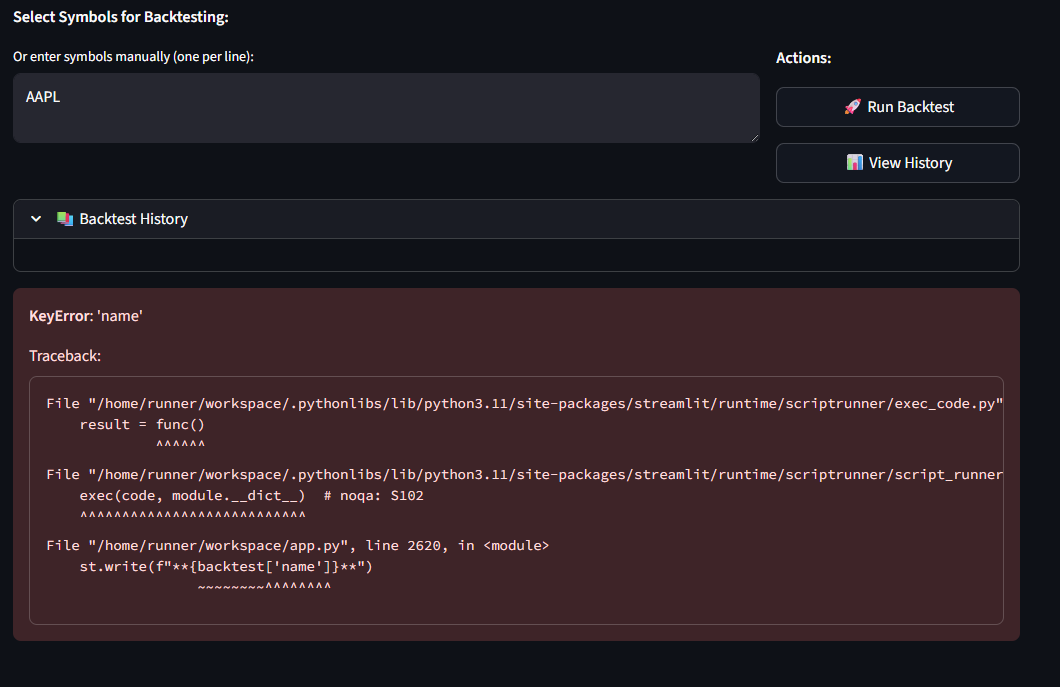 Select Symbols for Backtesting:
Or enter symbols manually (one per line):
AAPL
Actions:
🚀 Run Backtest
📊 View History
📚 Backtest History
KeyError: 'name'
Traceback:
File "/home/runner/workspace/.pythonlibs/lib/python3.11/site-packages/streamlit/runtime/scriptrunner/exec_code.py"
    result = func()
             ^^^^^^
File "/home/runner/workspace/.pythonlibs/lib/python3.11/site-packages/streamlit/runtime/scriptrunner/script_runner
    exec(code, module.__dict__)  # noqa: S102
    ^^^^^^^^^^^^^^^^^^^^^^^^^^^
File "/home/runner/workspace/app.py", line 2620, in <module>
    st.write(f"**{backtest['name']}**")
                  ~~~~~~~~^^^^^^^^